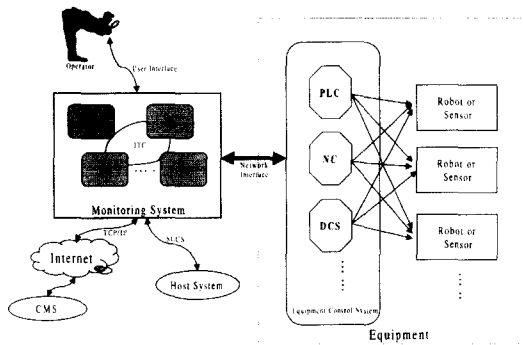 Operator
User Interface
ITC
Monitoring System
Network
Interface
TCP/IP
SECS
Internet
Host System
CMS
PLC
NC
DCS
Equipment Control System
Robot or
Sensor
Robot or
Sensor
Robot or
Sensor
Equipment